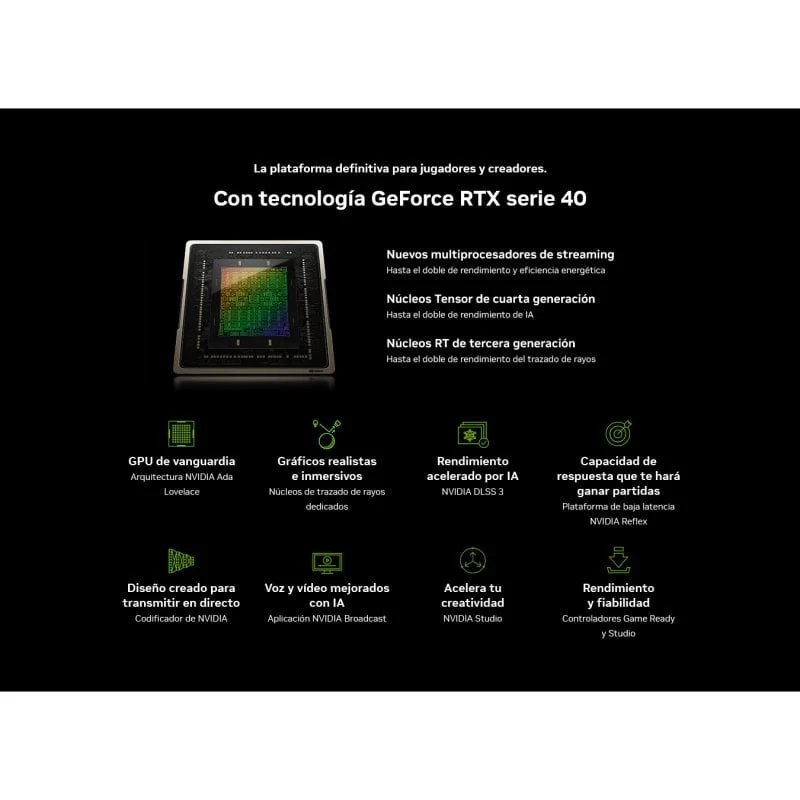 La plataforma definitiva para jugadores y creadores.
Con tecnología GeForce RTX serie 40
Nuevos multiprocesadores de streaming
Hasta el doble de rendimiento y eficiencia energética
Núcleos Tensor de cuarta generación
Hasta el doble de rendimiento de IA
Núcleos RT de tercera generación
Hasta el doble de rendimiento del trazado de rayos
GPU de vanguardia
Arquitectura NVIDIA Ada
Lovelace
Gráficos realistas
e inmersivos
Núcleos de trazado de rayos
dedicados
Rendimiento
acelerado por IA
NVIDIA DLSS 3
Capacidad de
respuesta que te hará
ganar partidas
Plataforma de baja latencia
NVIDIA Reflex
Diseño creado para
transmitir en directo
Codificador de NVIDIA
Voz y vídeo mejorados
con IA
Aplicación NVIDIA Broadcast
Acelera tu
creatividad
NVIDIA Studio
Rendimiento
y fiabilidad
Controladores Game Ready
y Studio